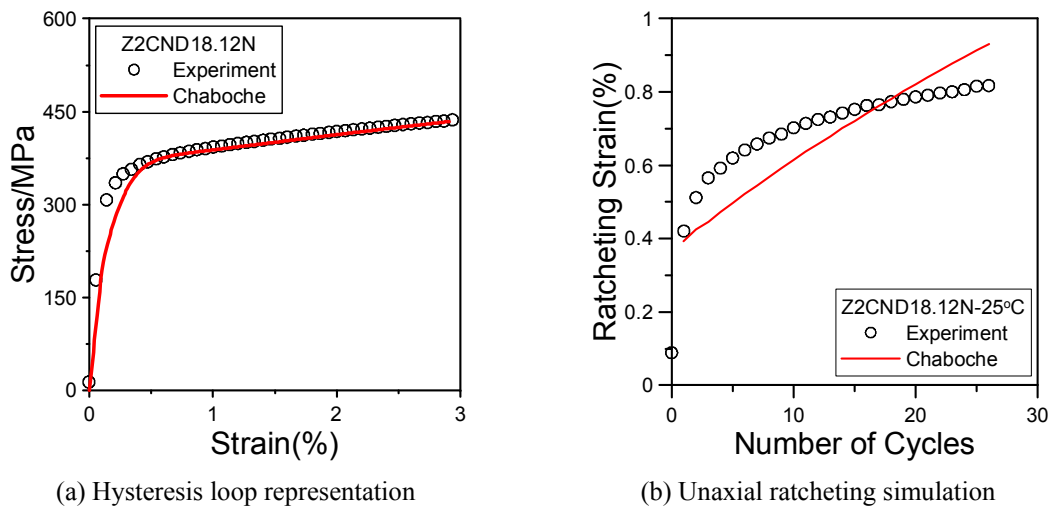 600
450
300
150
0
Stress/MPa
Z2CND18.12N
Experiment
Chaboche
0 1 2 3
Strain(%)
(a) Hysteresis loop representation
1
0.8
0.6
0.4
0.2
0
Ratcheting Strain(%)
Z2CND18.12N-25°C
Experiment
Chaboche
0 10 20 30
Number of Cycles
(b) Unaxial ratcheting simulation